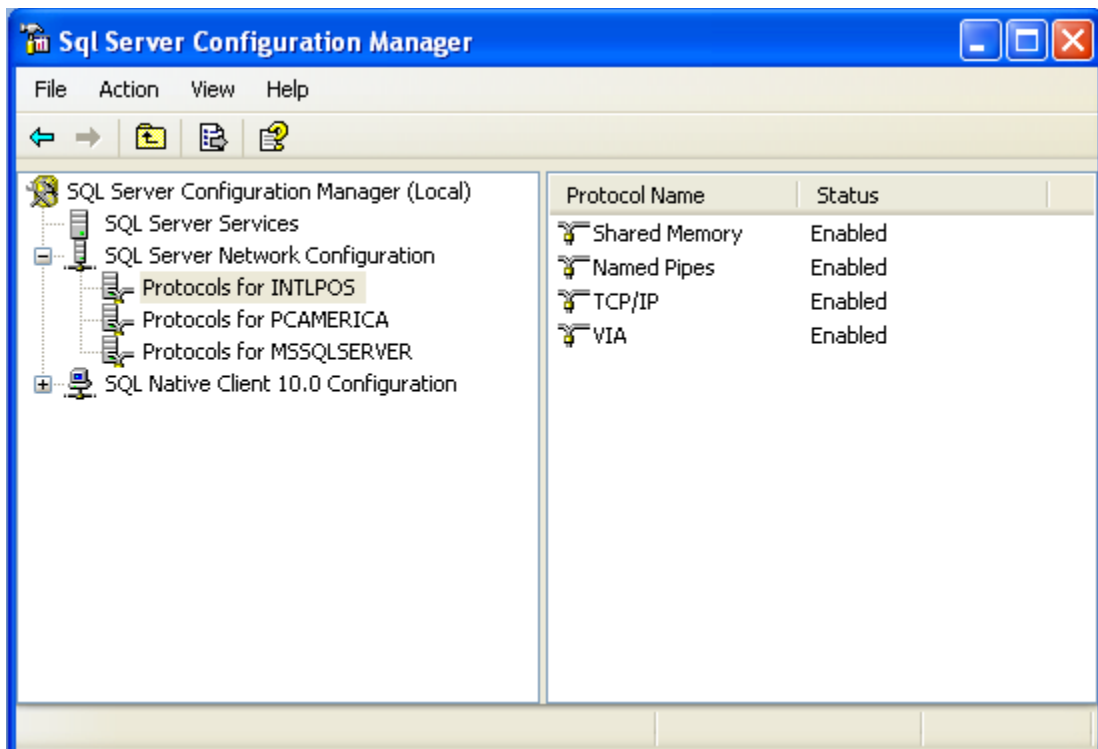 Sql Server Configuration Manager
File Action View Help
SQL Server Configuration Manager (Local)
SQL Server Services
SQL Server Network Configuration
Protocols for INTLPOS
Protocols for PCAMERICA
Protocols for MSSQLSERVER
SQL Native Client 10.0 Configuration
Protocol Name Status
Shared Memory Enabled
Named Pipes Enabled
TCP/IP Enabled
VIA Enabled